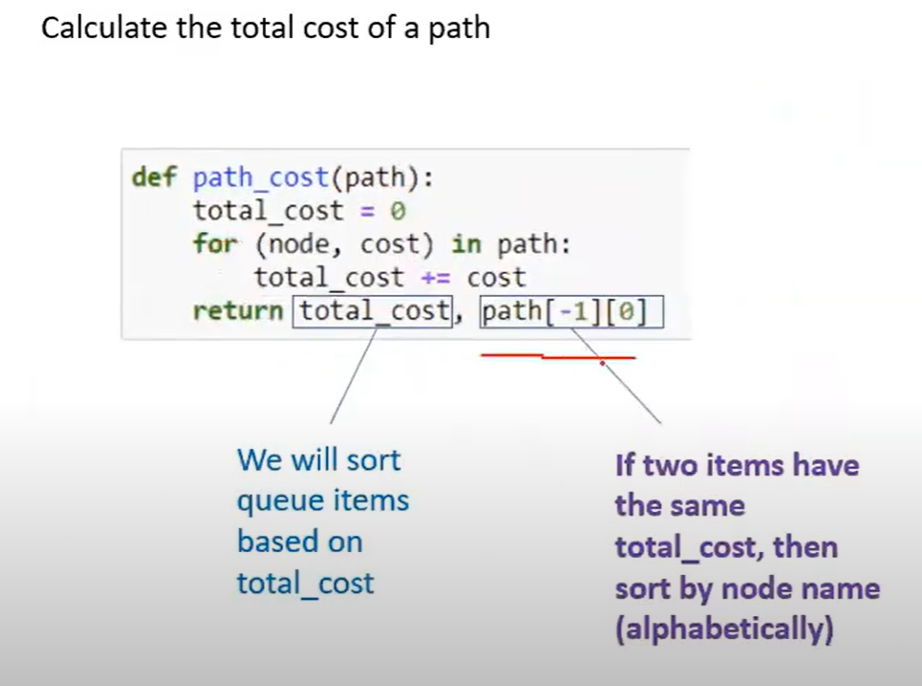 Calculate the total cost of a path
def path_cost(path):
    total_cost = 0
    for (node, cost) in path:
        total_cost += cost
    return total_cost, path[-1][0]
We will sort
queue items
based on
total_cost
If two items have
the same
total_cost, then
sort by node name
(alphabetically)